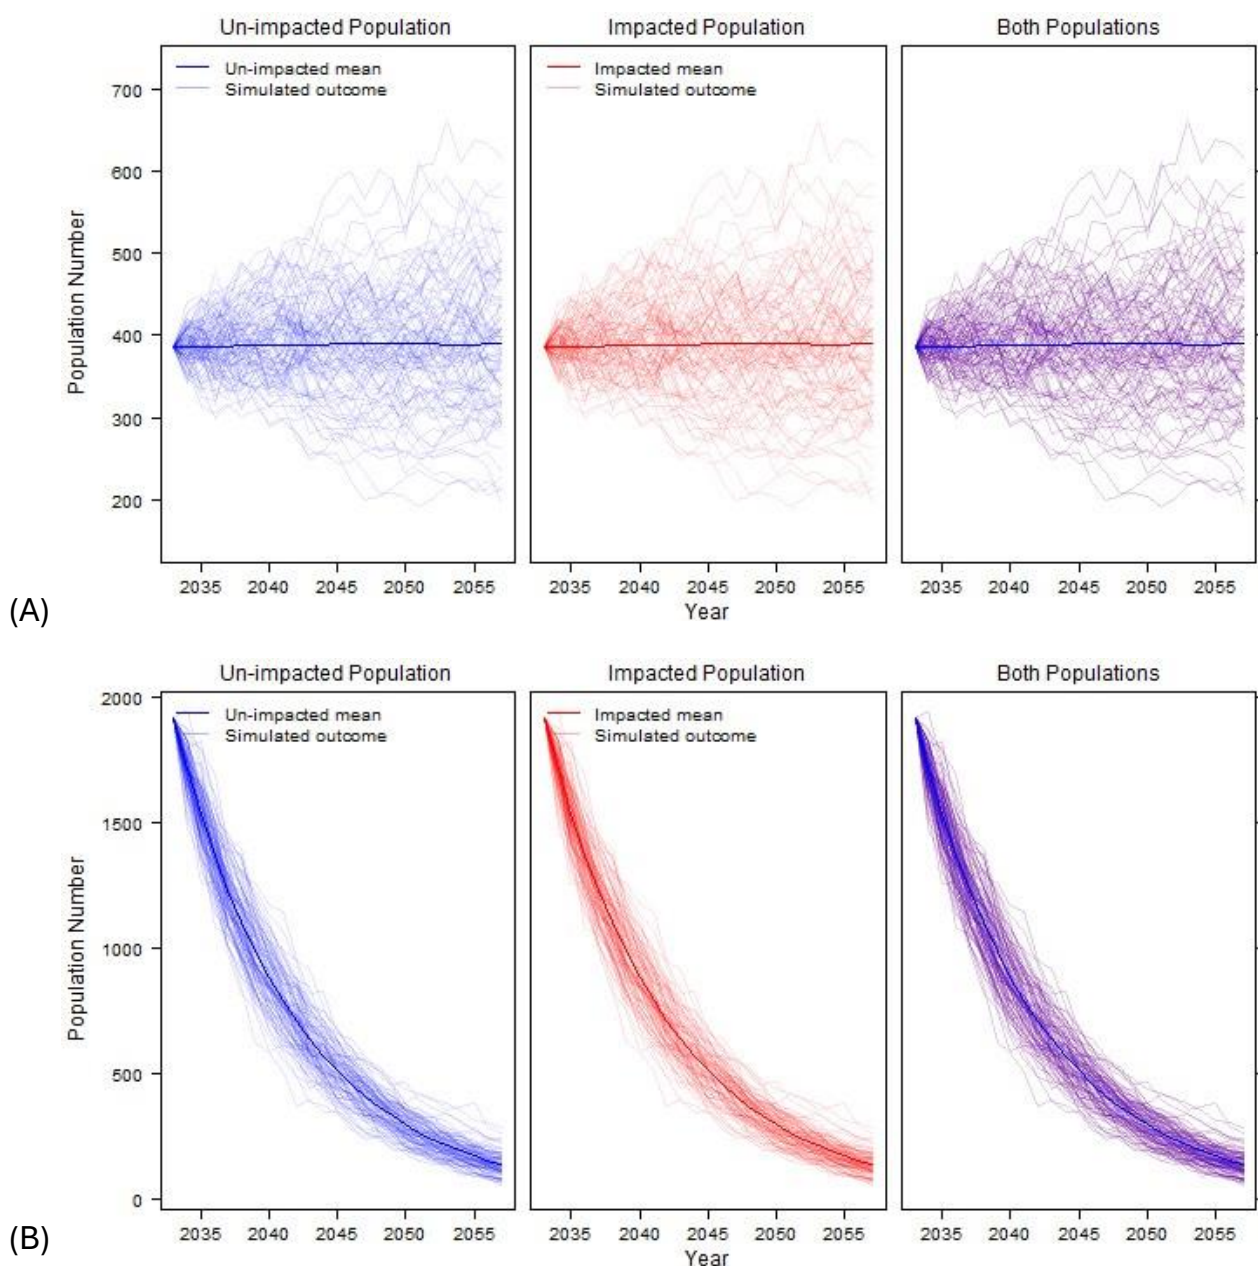 Un-impacted Population Impacted Population Both Populations
Un-impacted mean
Simulated outcome
Impacted mean
Simulated outcome
Population Number
700
600
500
400
300
200
2035 2040 2045 2050 2055 2035 2040 2045 2050 2055 2035 2040 2045 2050 2055
Year
(A)
Un-impacted Population Impacted Population Both Populations
Un-impacted mean
Simulated outcome
Impacted mean
Simulated outcome
Population Number
2000
1500
1000
500
0
2035 2040 2045 2050 2055 2035 2040 2045 2050 2055 2035 2040 2045 2050 2055
Year
(B)